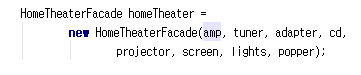 HomeTheaterFacade homeTheater =
new HomeTheaterFacade(amp, tuner, adapter, cd,
projector, screen, lights, popper);